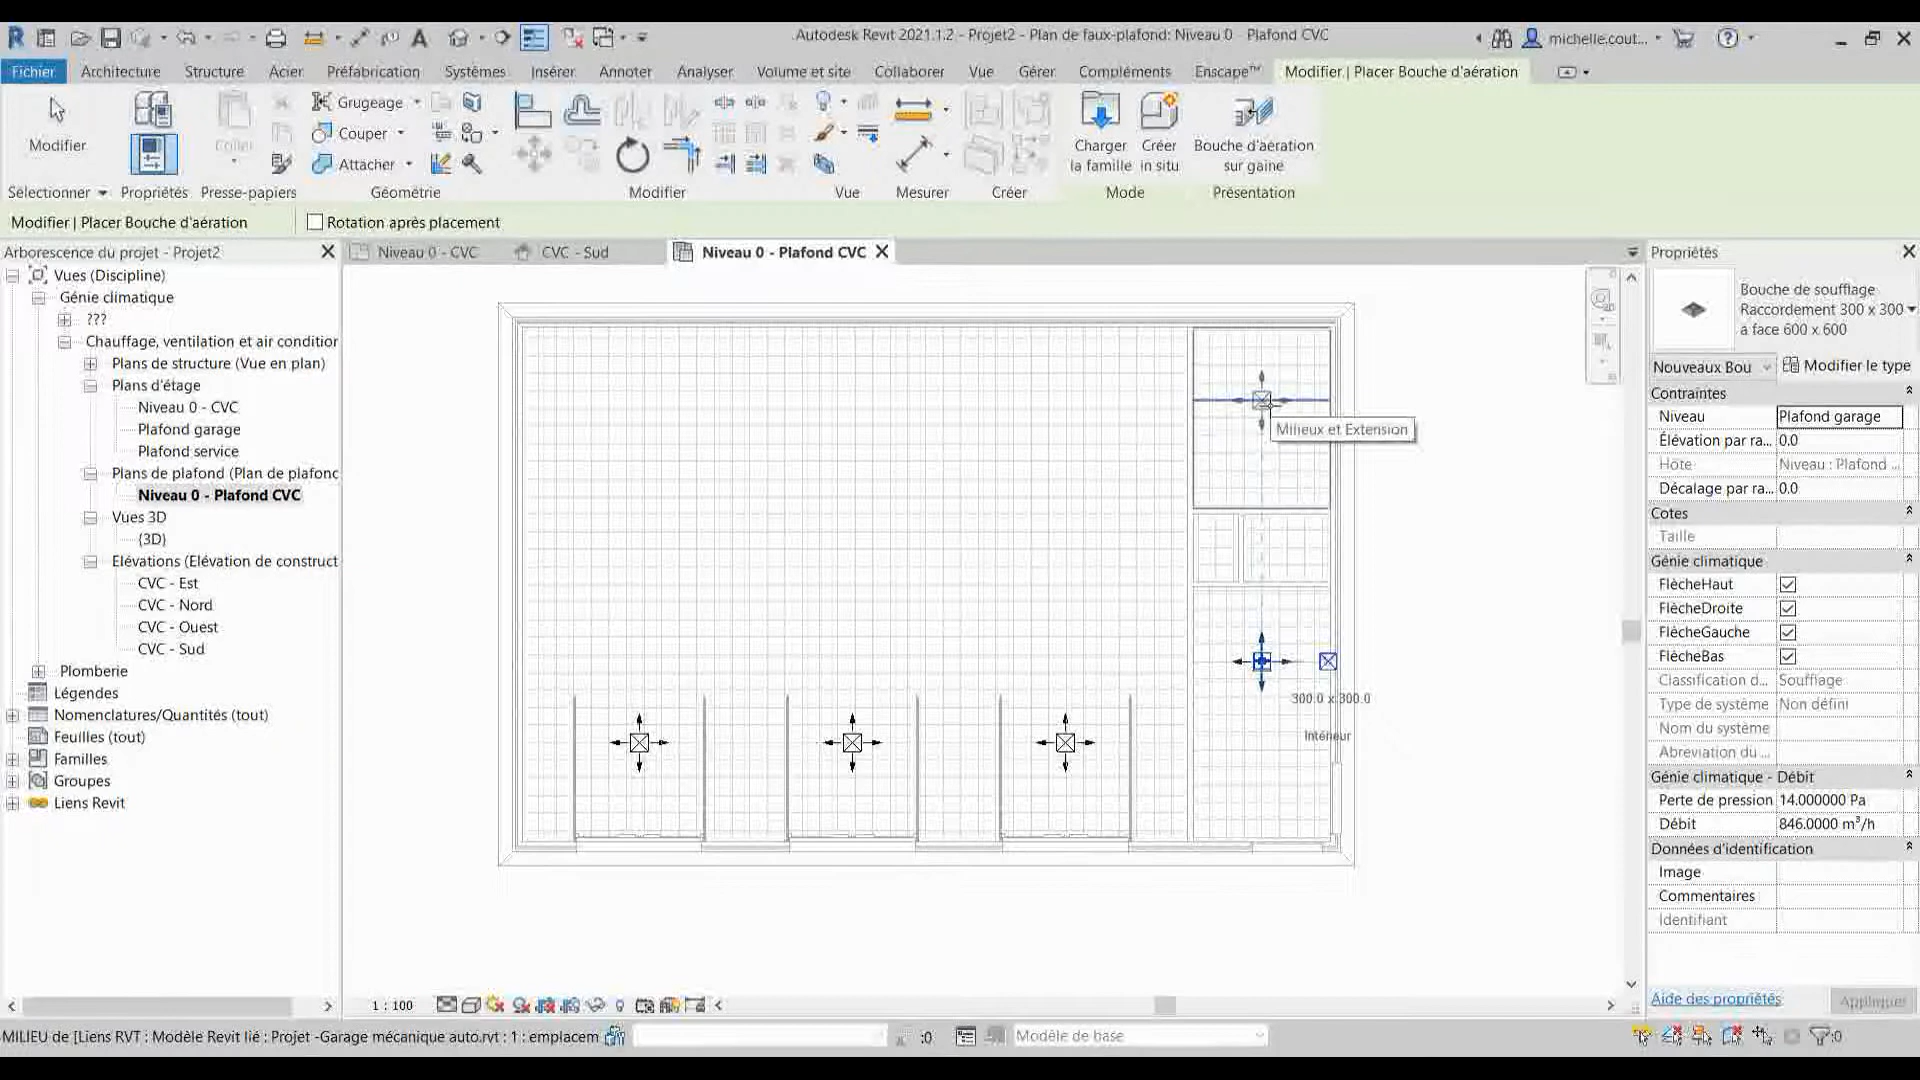 Autodesk Revit 2021.1.2 - Projet2 - Plan de faux-plafond: Niveau 0 - Plafond CVC
michelle.cout...
Fichier Architecture Structure Acier Préfabrication Systèmes Insérer Annoter Analyser Volume et site Collaborer Vue Gérer Compléments Enscape™ Modifier | Placer Bouche d'aération
Modifier
Coller
Grugeage
Couper
Attacher
Charger la famille
Créer in situ
Bouche d'aération sur gaine
Sélectionner Propriétés Presse-papiers Géométrie Modifier Vue Mesurer Créer Mode Présentation
Modifier | Placer Bouche d'aération
Rotation après placement
Arborescence du projet - Projet2
Vues (Discipline)
Génie climatique
???
Chauffage, ventilation et air condition
Plans de structure (Vue en plan)
Plans d'étage
Niveau 0 - CVC
Plafond garage
Plafond service
Plans de plafond (Plan de plafonc
Niveau 0 - Plafond CVC
Vues 3D
(3D)
Elévations (Elévation de construct
CVC - Est
CVC - Nord
CVC - Ouest
CVC - Sud
Plomberie
Légendes
Nomenclatures/Quantités (tout)
Feuilles (tout)
Familles
Groupes
Liens Revit
Niveau 0 - CVC
CVC - Sud
Niveau 0 - Plafond CVC
Milieux et Extension
300.0 x 300.0
Intérieur
Propriétés
Bouche de soufflage
Raccordement 300 x 300
à face 600 x 600
Nouveaux Bou
Modifier le type
Contraintes
Niveau Plafond garage
Élévation par ra... 0.0
Hôte Niveau : Plafond ...
Décalage par ra... 0.0
Cotes
Taille
Génie climatique
FlècheHaut
FlècheDroite
FlècheGauche
FlècheBas
Classification d... Soufflage
Type de système Non défini
Nom du système
Abreviation du ...
Génie climatique - Débit
Perte de pression 14.000000 Pa
Débit 846.0000 m³/h
Données d'identification
Image
Commentaires
Identifiant
Aide des propriétés
Appliquer
1 : 100
MILIEU de [Liens RVT : Modèle Revit lié : Projet -Garage mécanique auto.rvt : 1 : emplacem
:0
Modèle de base
:0